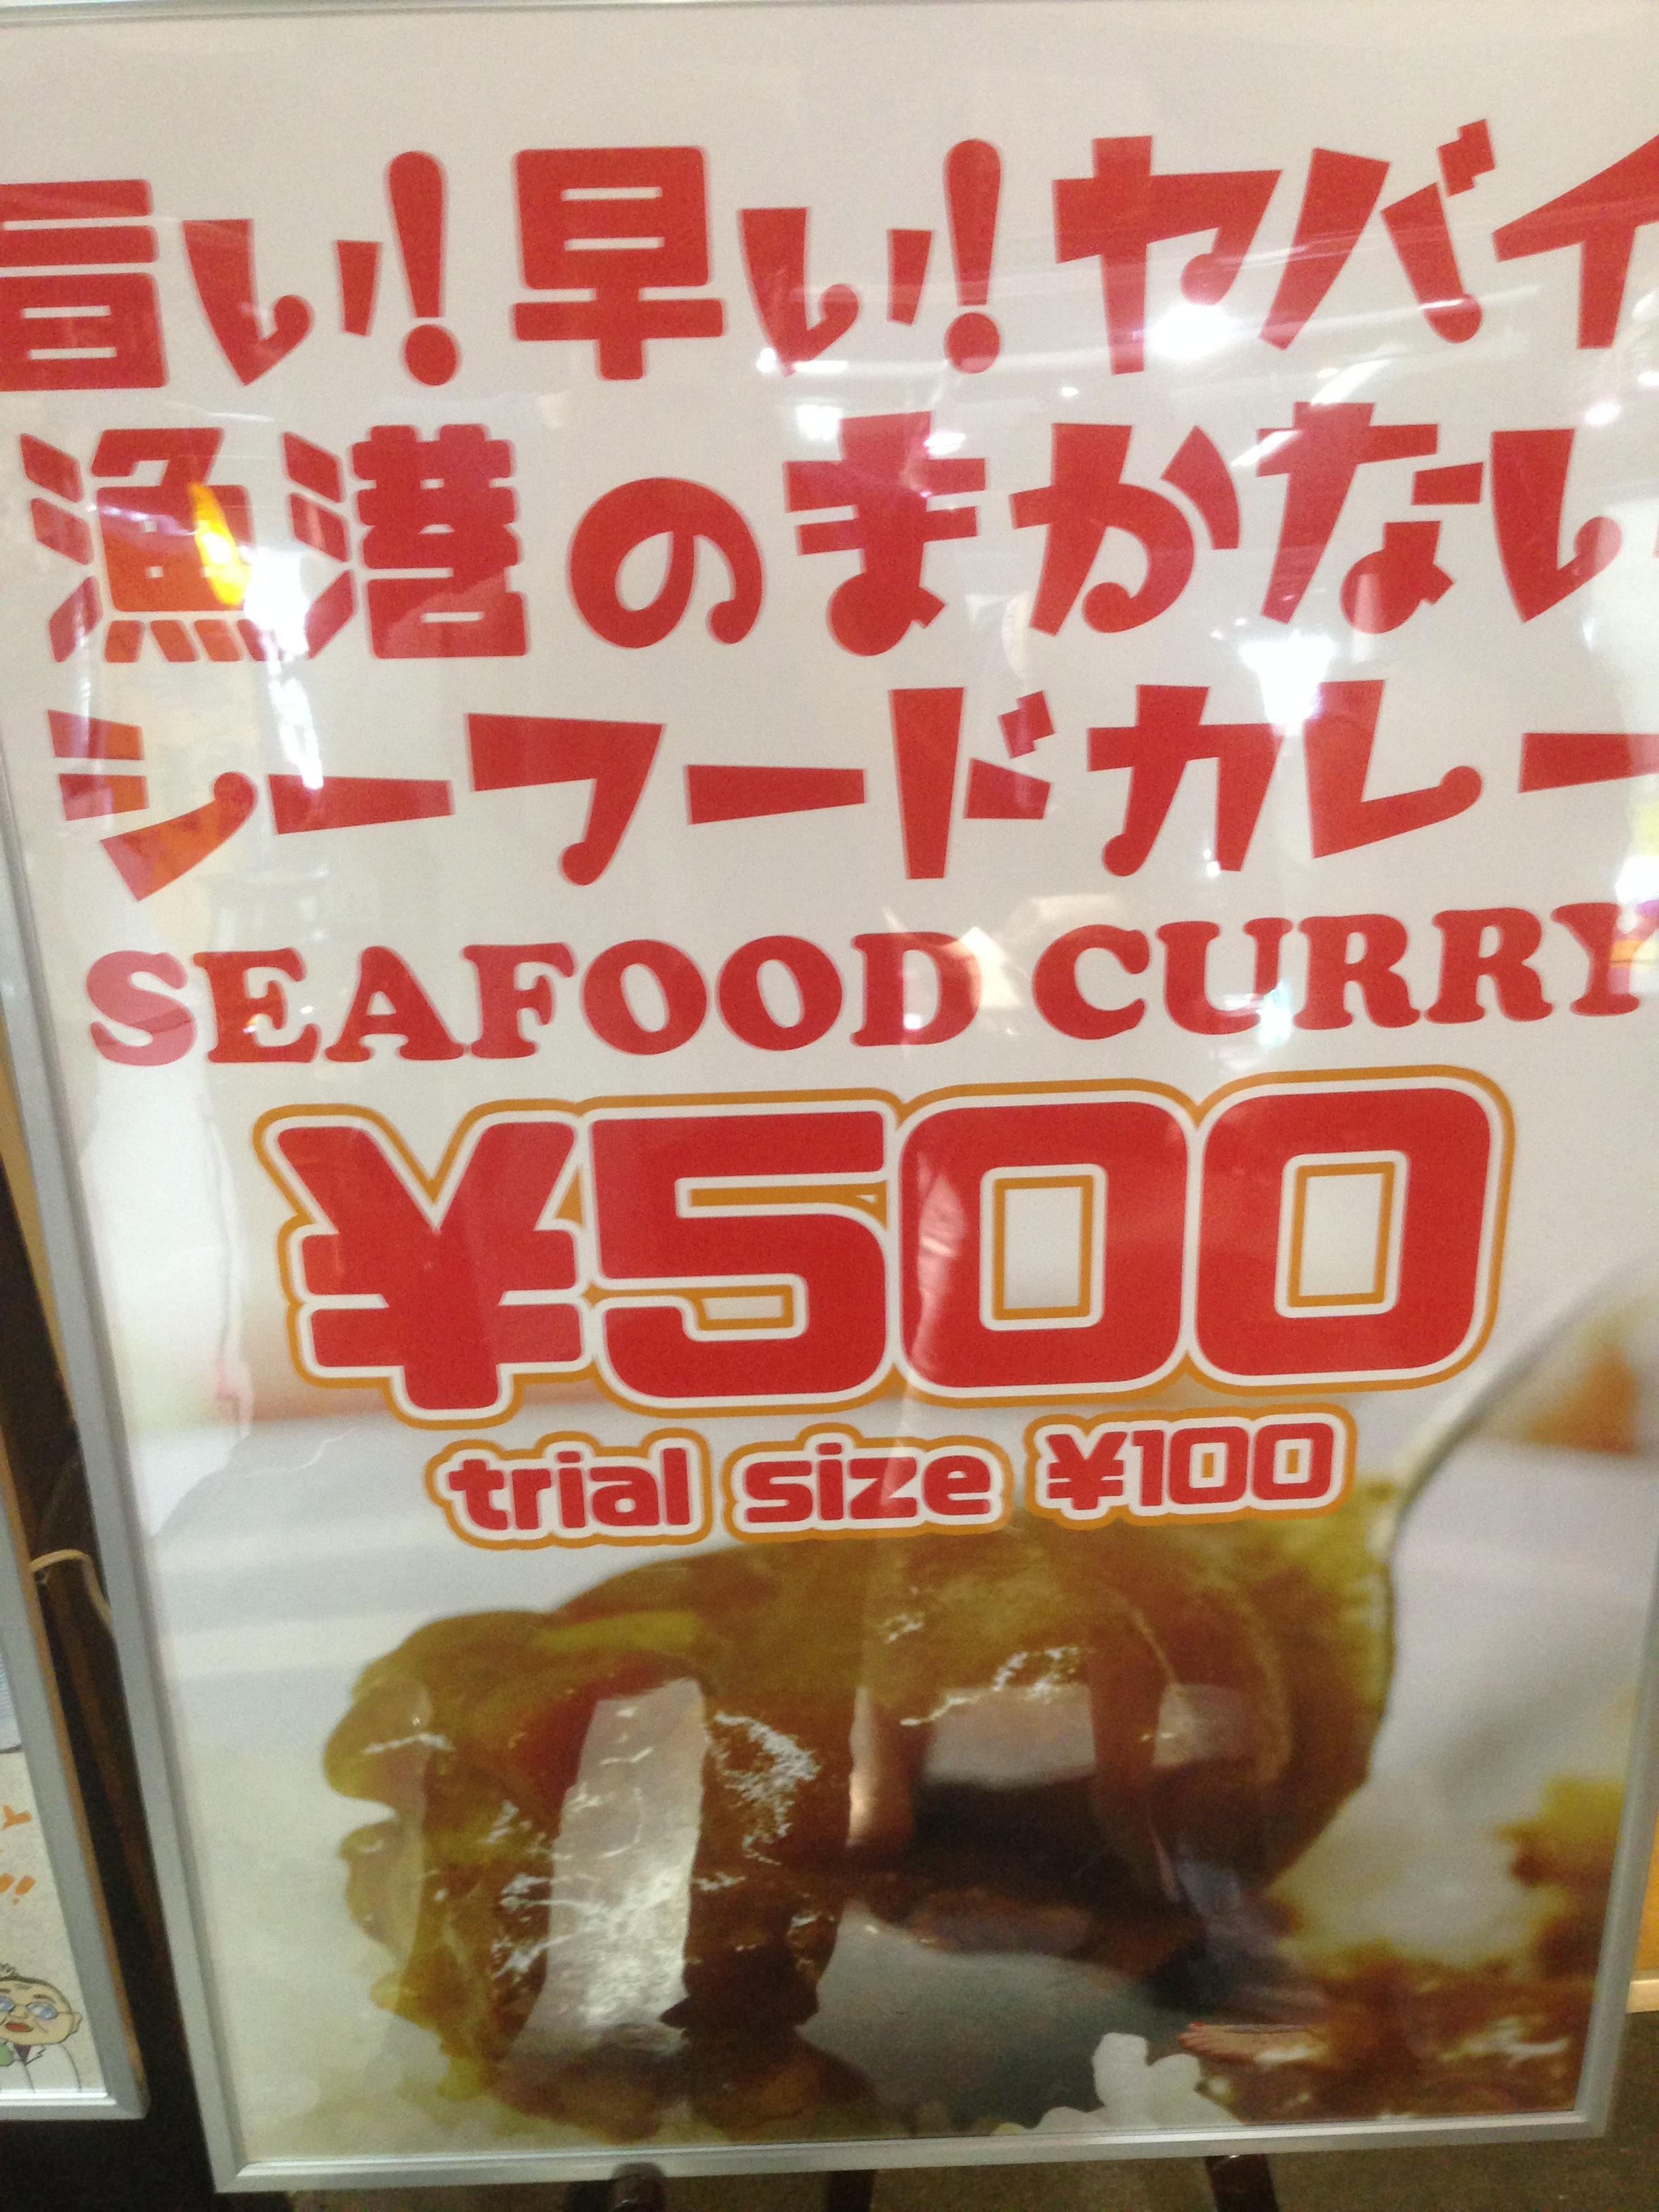 言い!早い!ヤバイ
漁港のまかない
シーフードカレー
SEAFOOD CURRY
¥500
trial size ¥100